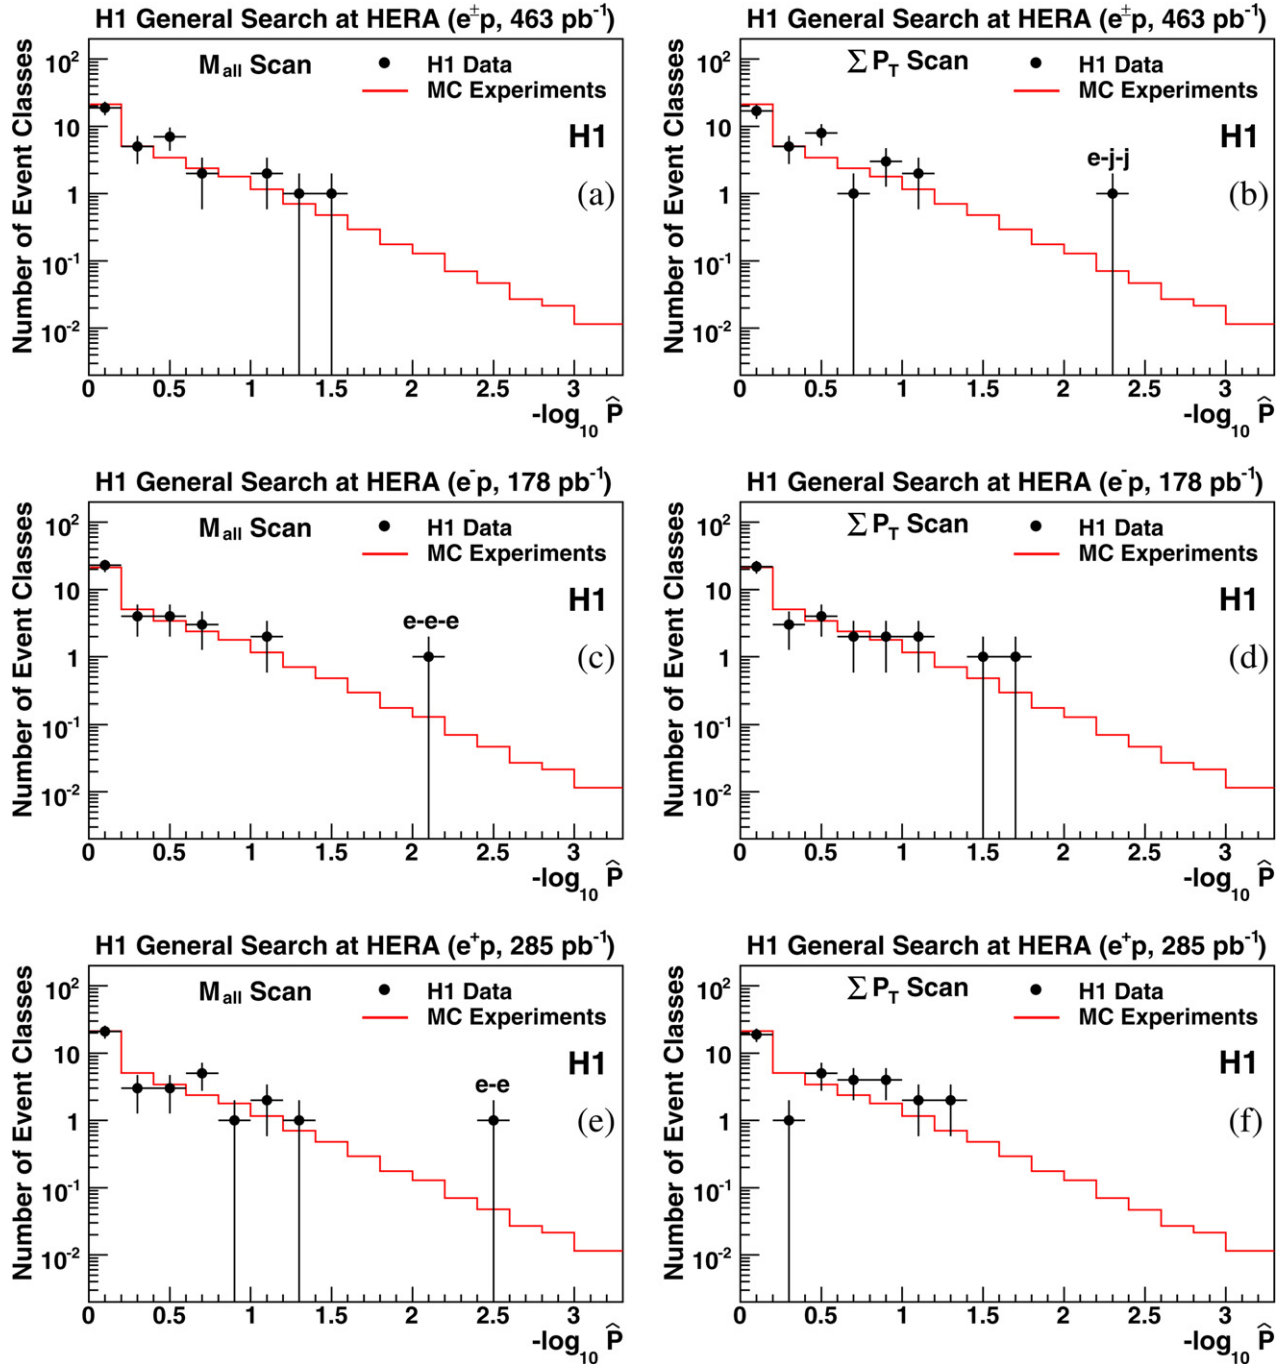 H1 General Search at HERA (e±p, 463 pb⁻¹)
M_all Scan
H1 Data
MC Experiments
H1
(a)
Number of Event Classes
10²
10
1
10⁻¹
10⁻²
0 0.5 1 1.5 2 2.5 3
-log₁₀ P̂
H1 General Search at HERA (e±p, 463 pb⁻¹)
∑ P_T Scan
H1 Data
MC Experiments
H1
e-j-j
(b)
Number of Event Classes
10²
10
1
10⁻¹
10⁻²
0 0.5 1 1.5 2 2.5 3
-log₁₀ P̂
H1 General Search at HERA (e⁻p, 178 pb⁻¹)
M_all Scan
H1 Data
MC Experiments
H1
e-e-e
(c)
Number of Event Classes
10²
10
1
10⁻¹
10⁻²
0 0.5 1 1.5 2 2.5 3
-log₁₀ P̂
H1 General Search at HERA (e⁻p, 178 pb⁻¹)
∑ P_T Scan
H1 Data
MC Experiments
H1
(d)
Number of Event Classes
10²
10
1
10⁻¹
10⁻²
0 0.5 1 1.5 2 2.5 3
-log₁₀ P̂
H1 General Search at HERA (e⁺p, 285 pb⁻¹)
M_all Scan
H1 Data
MC Experiments
H1
e-e
(e)
Number of Event Classes
10²
10
1
10⁻¹
10⁻²
0 0.5 1 1.5 2 2.5 3
-log₁₀ P̂
H1 General Search at HERA (e⁺p, 285 pb⁻¹)
∑ P_T Scan
H1 Data
MC Experiments
H1
(f)
Number of Event Classes
10²
10
1
10⁻¹
10⁻²
0 0.5 1 1.5 2 2.5 3
-log₁₀ P̂